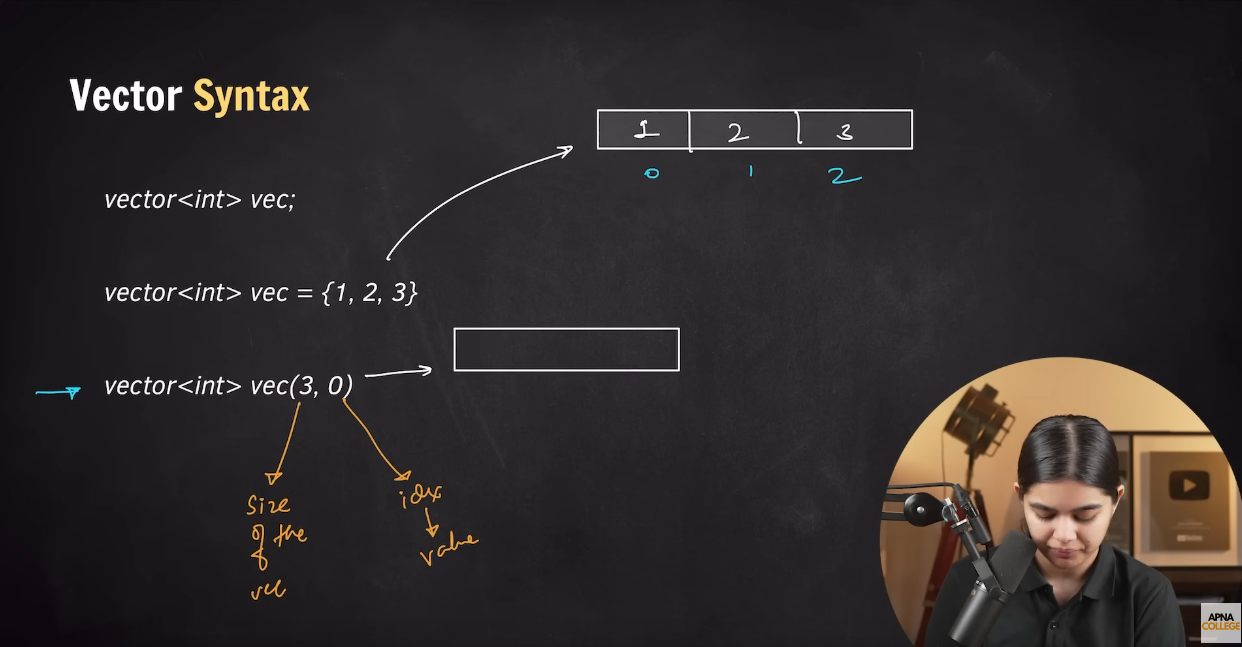 Vector Syntax
1 2 3
0 1 2
vector<int> vec;
vector<int> vec = {1, 2, 3}
vector<int> vec(3, 0)
size
of the
vec
idx
value
APNA
COLLEGE